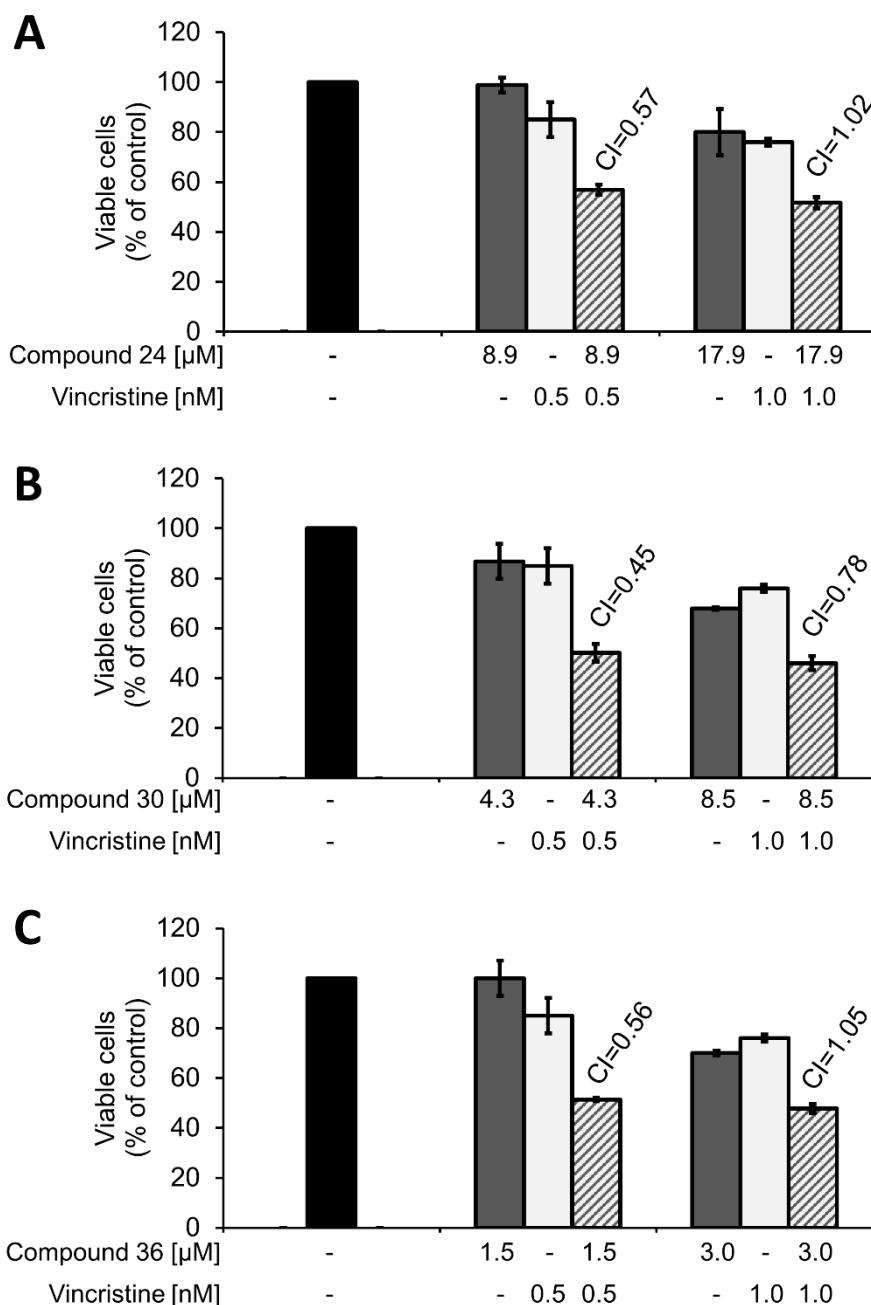 A
120
100
80
60
40
20
0
Viable cells
(% of control)
CI=0.57
CI=1.02
Compound 24 [µM] - 8.9 - 8.9 17.9 - 17.9
Vincristine [nM] - - 0.5 0.5 - 1.0 1.0
B
120
100
80
60
40
20
0
Viable cells
(% of control)
CI=0.45
CI=0.78
Compound 30 [µM] - 4.3 - 4.3 8.5 - 8.5
Vincristine [nM] - - 0.5 0.5 - 1.0 1.0
C
120
100
80
60
40
20
0
Viable cells
(% of control)
CI=0.56
CI=1.05
Compound 36 [µM] - 1.5 - 1.5 3.0 - 3.0
Vincristine [nM] - - 0.5 0.5 - 1.0 1.0